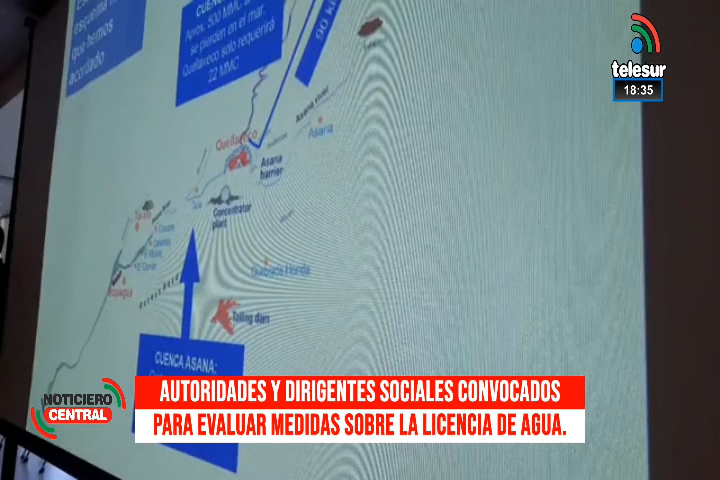 esquema
que hemos
acordado
CUENCA
Aprox. 500 MMC
se pierden en el mar.
Quellaveco solo requerirá
22 MMC
90
telesur
18:35
Asana river
Asana
Quellaveco
Asana
barrier
Concentrator
plant
Quebrada Honda
Tailing dam
CUENCA ASANA:
NOTICIERO
CENTRAL
AUTORIDADES Y DIRIGENTES SOCIALES CONVOCADOS
PARA EVALUAR MEDIDAS SOBRE LA LICENCIA DE AGUA.